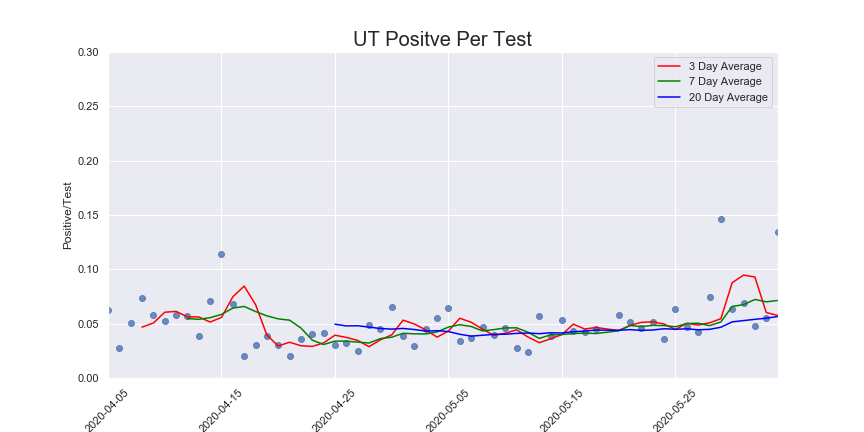 UT Positve Per Test
0.30
0.25
0.20
0.15
0.10
0.05
0.00
Positive/Test
3 Day Average
7 Day Average
20 Day Average
2020-04-05
2020-04-15
2020-04-25
2020-05-05
2020-05-15
2020-05-25